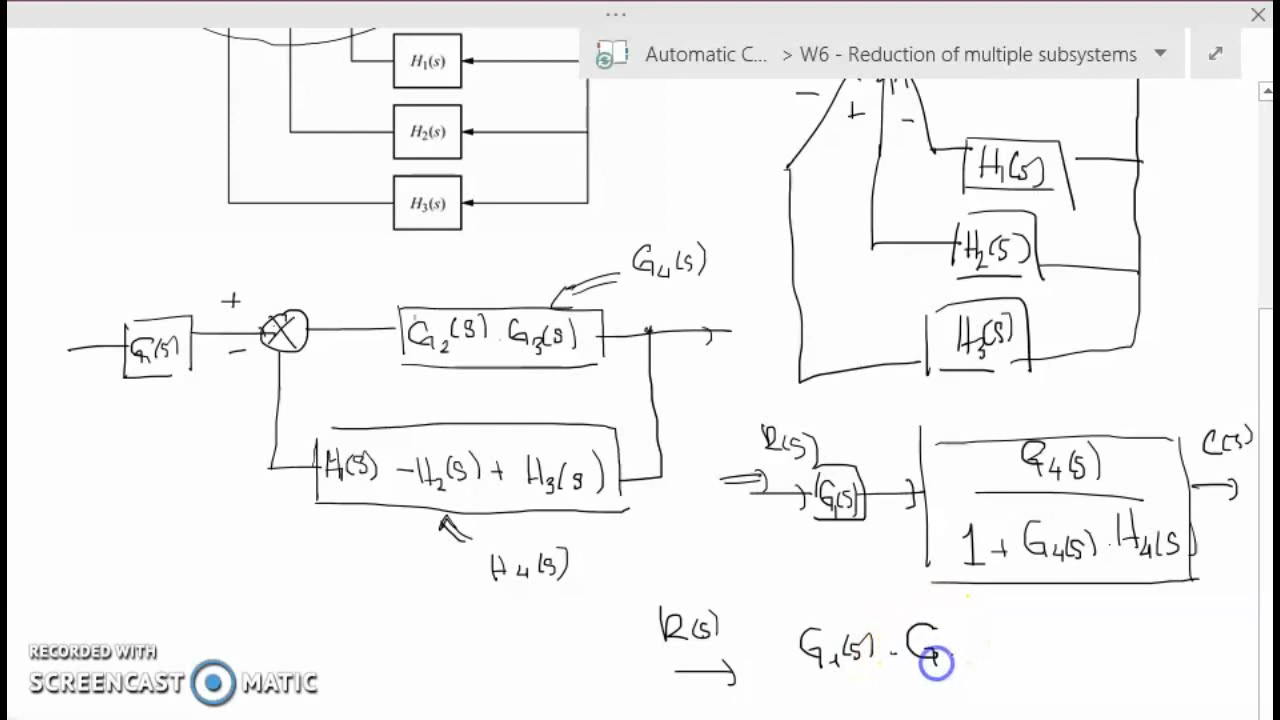 Automatic C... > W6 - Reduction of multiple subsystems
H₁(s)
H₂(s)
H₃(s)
− + −
H₁(s)
H₂(s)
H₃(s)
G₄(s)
+
G₁(s) G₂(s) . G₃(s)
−
H₁(s) − H₂(s) + H₃(s)
H₄(s)
R(s) C(s)
G₁(s) G₄(s)
1 + G₄(s) . H₄(s)
R(s)
G₁(s) . G
RECORDED WITH
SCREENCAST MATIC